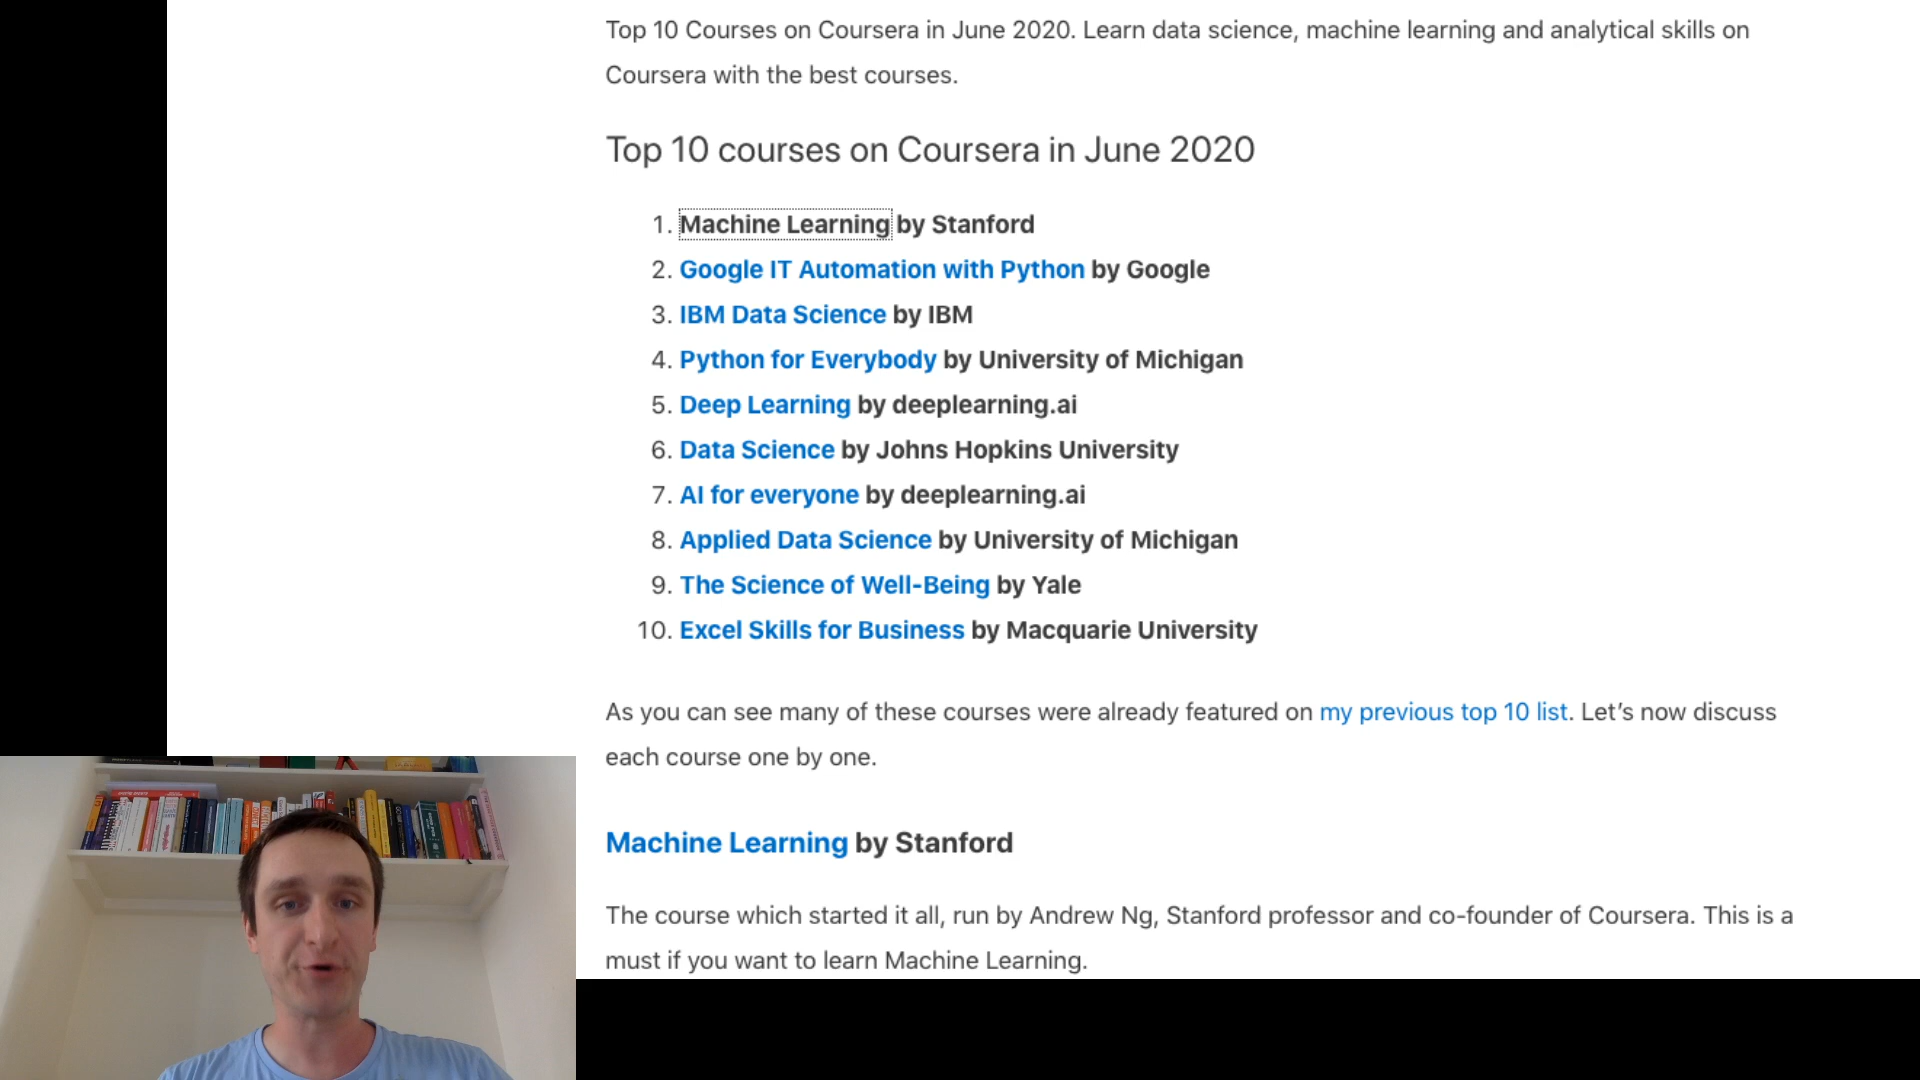 Top 10 Courses on Coursera in June 2020. Learn data science, machine learning and analytical skills on
Coursera with the best courses.
Top 10 courses on Coursera in June 2020
1. Machine Learning by Stanford
2. Google IT Automation with Python by Google
3. IBM Data Science by IBM
4. Python for Everybody by University of Michigan
5. Deep Learning by deeplearning.ai
6. Data Science by Johns Hopkins University
7. AI for everyone by deeplearning.ai
8. Applied Data Science by University of Michigan
9. The Science of Well-Being by Yale
10. Excel Skills for Business by Macquarie University
As you can see many of these courses were already featured on my previous top 10 list. Let’s now discuss
each course one by one.
Machine Learning by Stanford
The course which started it all, run by Andrew Ng, Stanford professor and co-founder of Coursera. This is a
must if you want to learn Machine Learning.